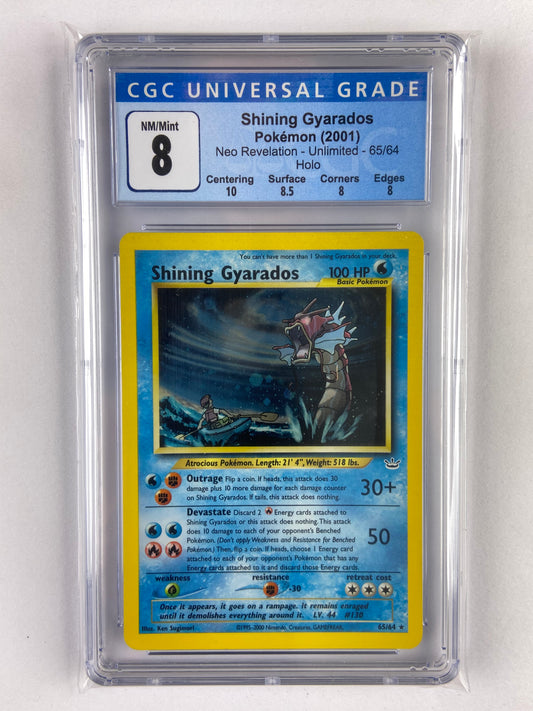 CGC UNIVERSAL GRADE
NM/Mint
8
Shining Gyarados
Pokémon (2001)
Neo Revelation - Unlimited - 65/64
Holo
Centering Surface Corners Edges
10 8.5 8 8
You can't have more than 1 Shining Gyarados in your deck.
Shining Gyarados 100 HP
Basic Pokémon
Atrocious Pokémon. Length: 21' 4", Weight: 518 lbs.
Outrage Flip a coin. If heads, this attack does 30
damage plus 10 more damage for each damage counter
on Shining Gyarados. If tails, this attack does nothing.
30+
Devastate Discard 2 Energy cards attached to
Shining Gyarados or this attack does nothing. This attack
does 10 damage to each of your opponent's Benched
Pokémon. (Don't apply Weakness and Resistance for Benched
Pokémon.) Then, flip a coin. If heads, choose 1 Energy card
attached to each of your opponent's Pokémon that has any
Energy cards attached to it and discard those Energy cards.
50
weakness resistance retreat cost
-30
Once it appears, it goes on a rampage. it remains enraged
until it demolishes everything around it. LV. 44 #130
Illus. Ken Sugimori ©1995-2000 Nintendo, Creatures, GAMEFREAK. 65/64 ★